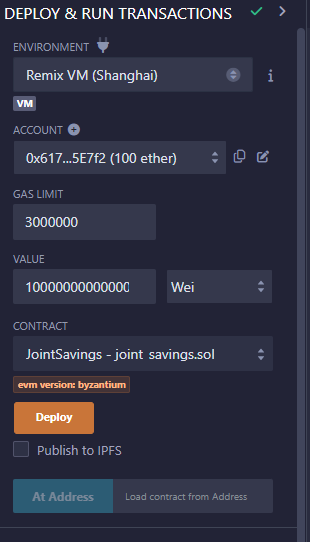 DEPLOY & RUN TRANSACTIONS
ENVIRONMENT
Remix VM (Shanghai)
VM
ACCOUNT
0x617...5E7f2 (100 ether)
GAS LIMIT
3000000
VALUE
10000000000000 Wei
CONTRACT
JointSavings - joint_savings.sol
evm version: byzantium
Deploy
Publish to IPFS
At Address Load contract from Address